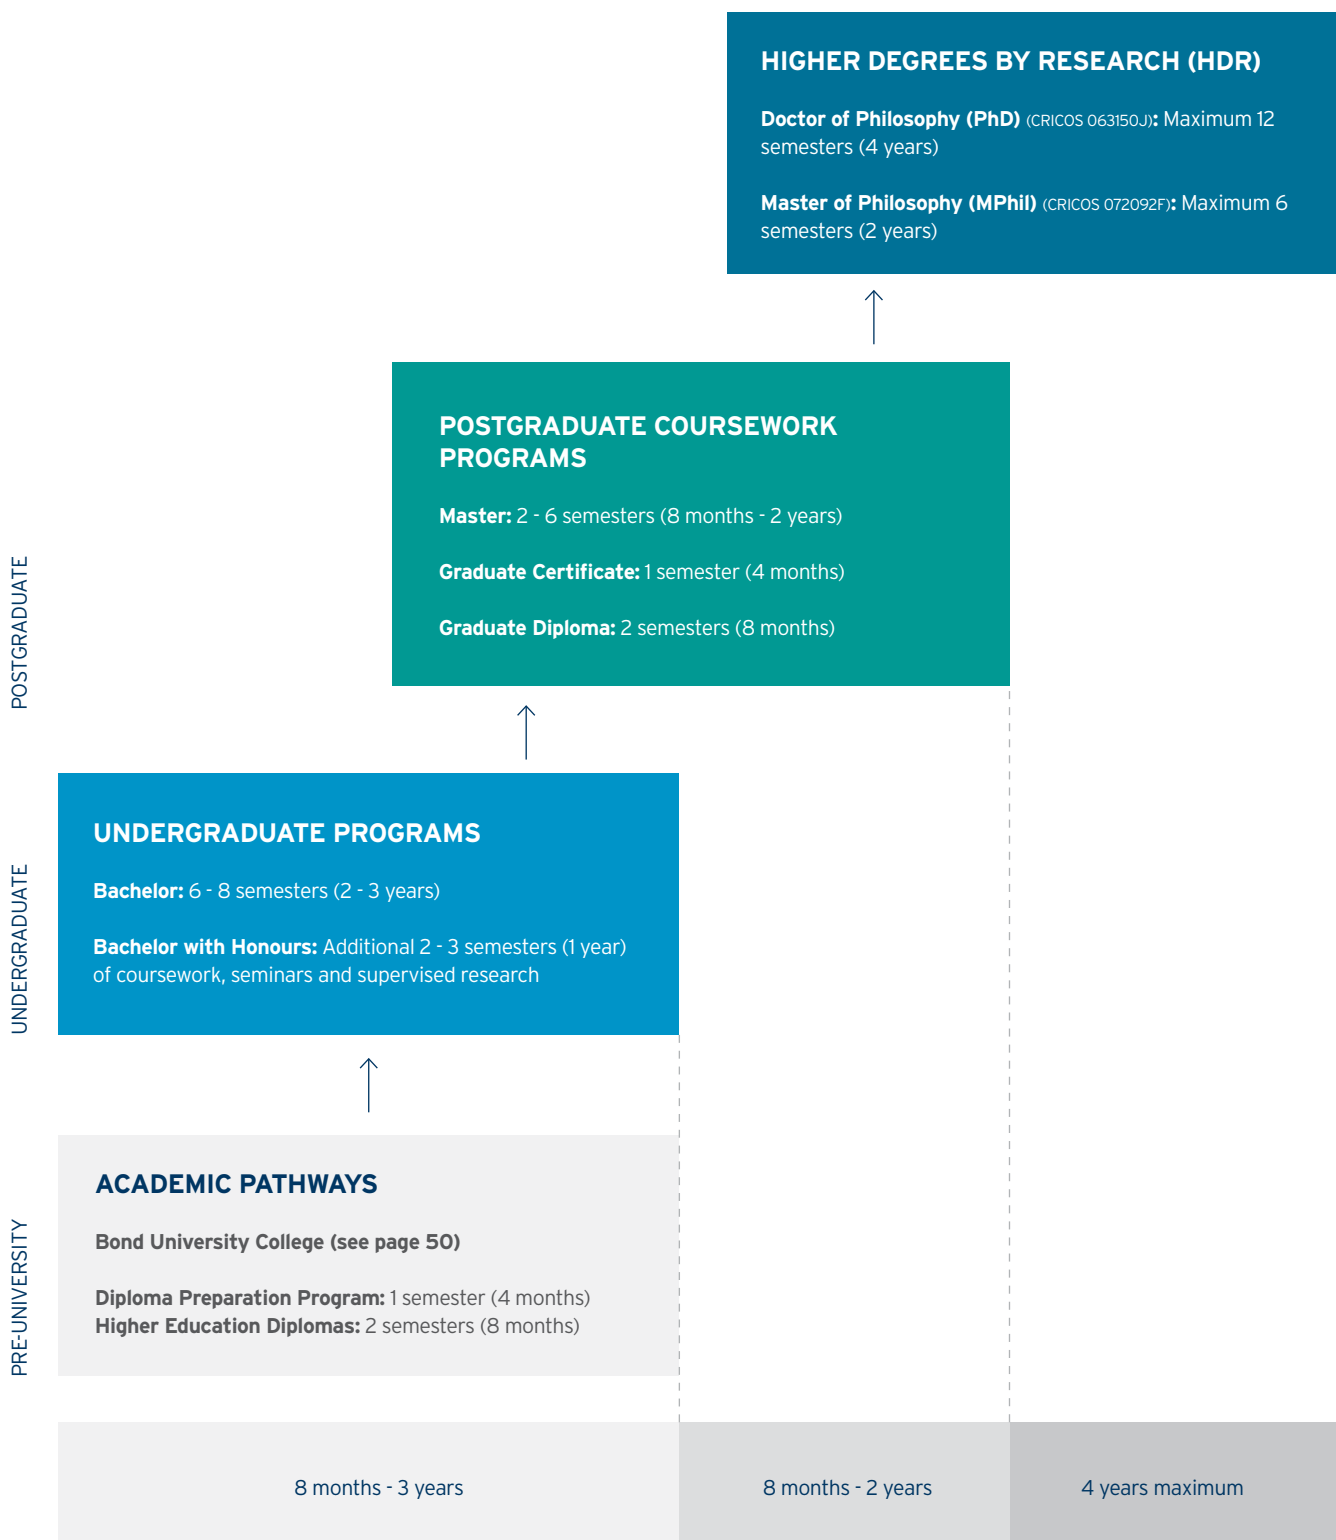 HIGHER DEGREES BY RESEARCH (HDR)
Doctor of Philosophy (PhD) (CRICOS 063150J): Maximum 12
semesters (4 years)
Master of Philosophy (MPhil) (CRICOS 072092F): Maximum 6
semesters (2 years)
POSTGRADUATE COURSEWORK
PROGRAMS
Master: 2 - 6 semesters (8 months - 2 years)
Graduate Certificate: 1 semester (4 months)
Graduate Diploma: 2 semesters (8 months)
POSTGRADUATE
UNDERGRADUATE PROGRAMS
Bachelor: 6 - 8 semesters (2 - 3 years)
Bachelor with Honours: Additional 2 - 3 semesters (1 year)
of coursework, seminars and supervised research
UNDERGRADUATE
ACADEMIC PATHWAYS
Bond University College (see page 50)
Diploma Preparation Program: 1 semester (4 months)
Higher Education Diplomas: 2 semesters (8 months)
PRE-UNIVERSITY
8 months - 3 years
8 months - 2 years
4 years maximum